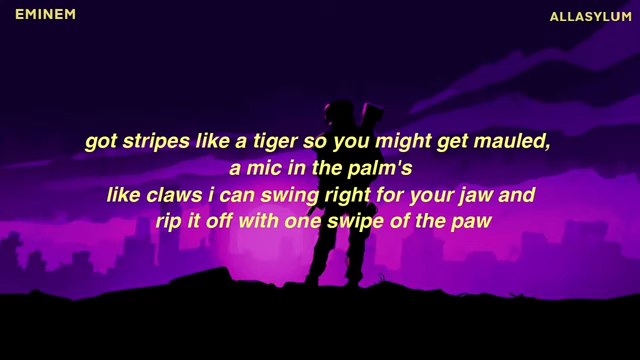 EMINEM
ALLASYLUM
got stripes like a tiger so you might get mauled,
a mic in the palm's
like claws i can swing right for your jaw and
rip it off with one swipe of the paw